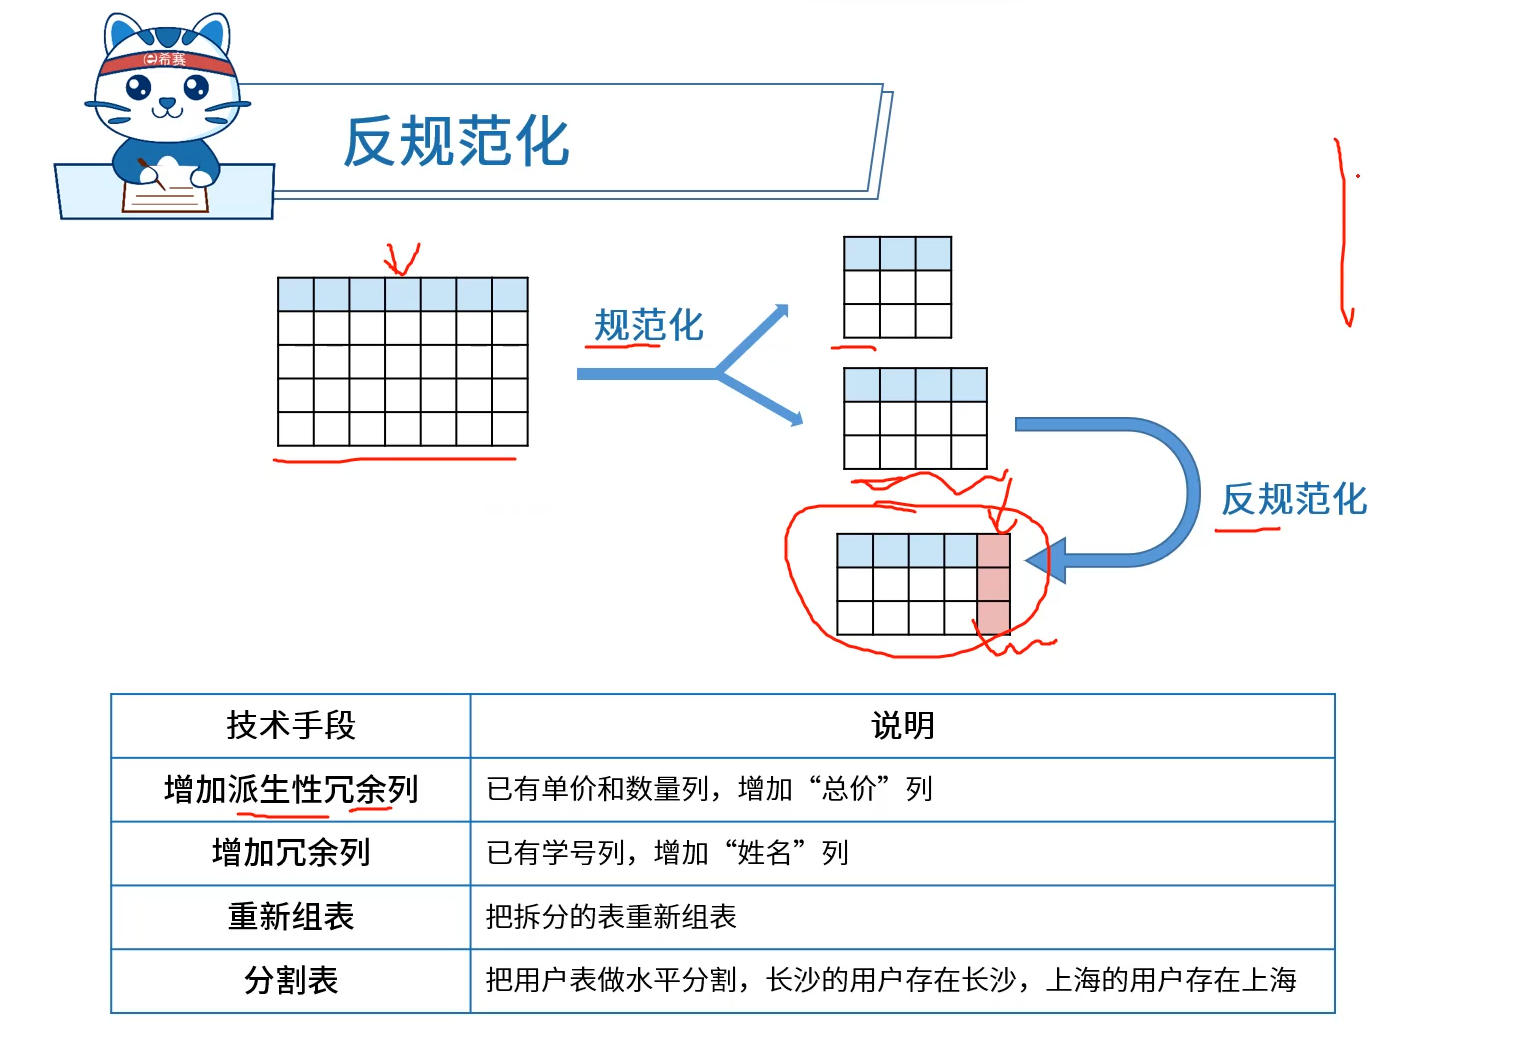 e希赛
反规范化
规范化
反规范化
技术手段 说明
增加派生性冗余列 已有单价和数量列，增加“总价”列
增加冗余列 已有学号列，增加“姓名”列
重新组表 把拆分的表重新组表
分割表 把用户表做水平分割，长沙的用户存在长沙，上海的用户存在上海